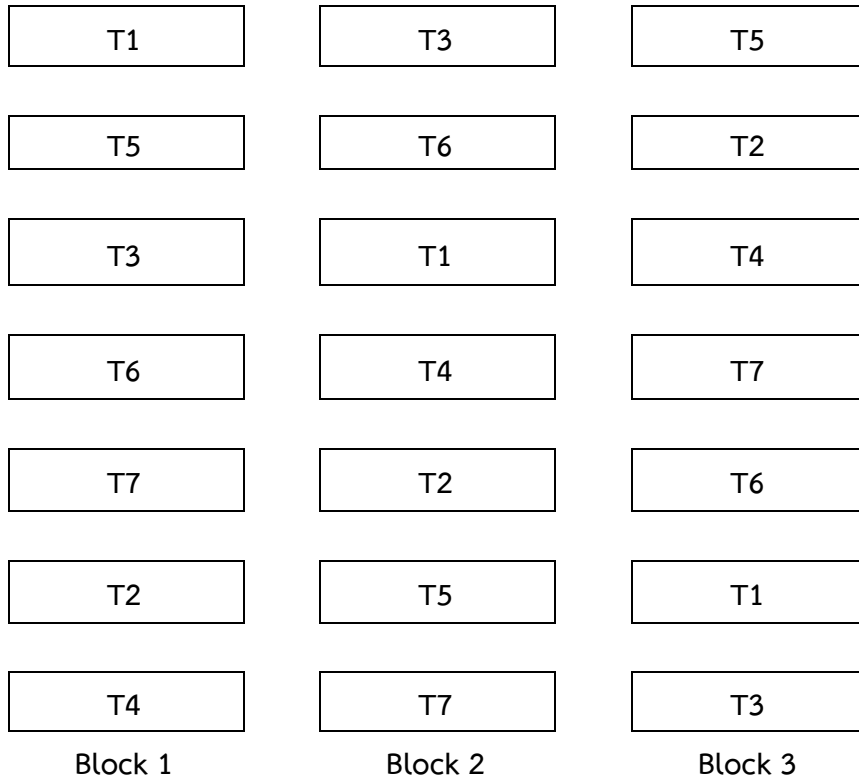 T1 T3 T5
T5 T6 T2
T3 T1 T4
T6 T4 T7
T7 T2 T6
T2 T5 T1
T4 T7 T3
Block 1 Block 2 Block 3